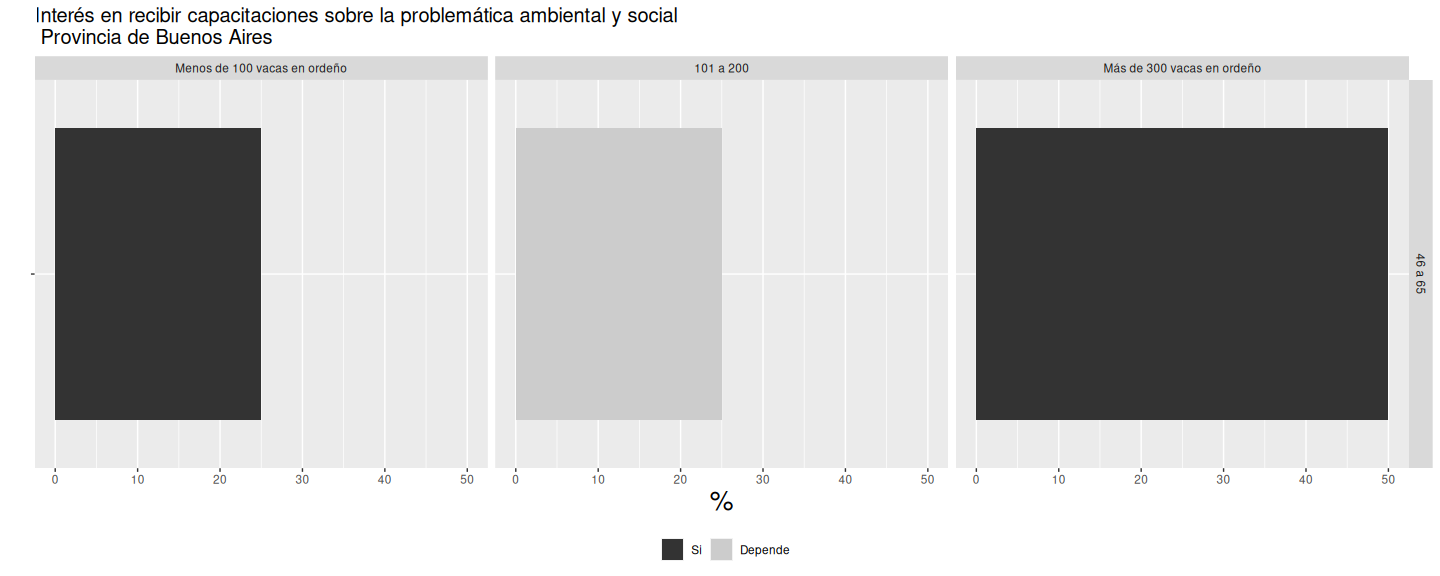 Interés en recibir capacitaciones sobre la problemática ambiental y social
Provincia de Buenos Aires
Menos de 100 vacas en ordeño
101 a 200
Más de 300 vacas en ordeño
46 a 65
0 10 20 30 40 50 0 10 20 30 40 50 0 10 20 30 40 50
%
Si Depende